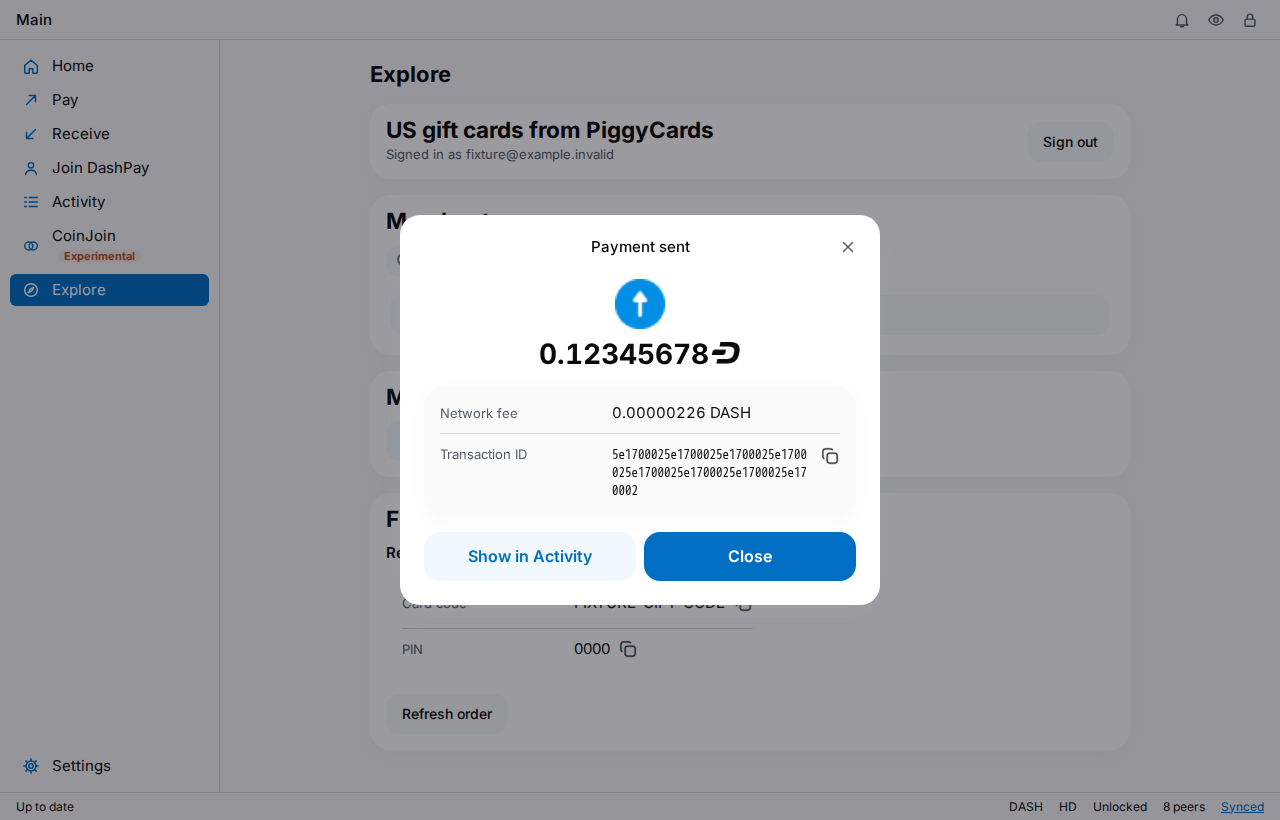 Main
Home
Pay
Receive
Join DashPay
Activity
CoinJoin
Experimental
Explore
Settings
Explore
US gift cards from PiggyCards
Signed in as fixture@example.invalid
Sign out
Payment sent
0.12345678
Network fee 0.00000226 DASH
Transaction ID 5e1700025e1700025e1700025e1700
025e1700025e1700025e1700025e17
0002
Show in Activity
Close
PIN 0000
Refresh order
Up to date
DASH HD Unlocked 8 peers Synced